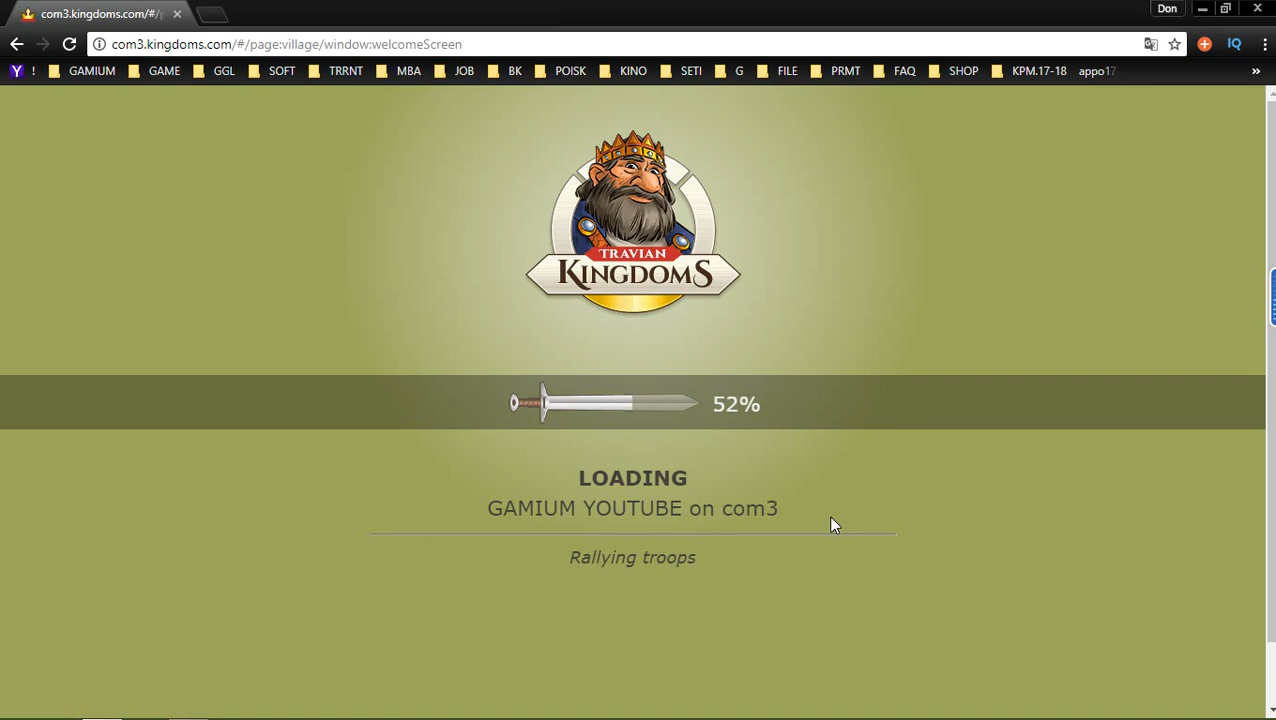 com3.kingdoms.com/#/p
Don
com3.kingdoms.com/#/page:village/window:welcomeScreen
IQ
Y ! GAMIUM GAME GGL SOFT TRRNT MBA JOB BK POISK KINO SETI G FILE PRMT FAQ SHOP KPM.17-18 appo17 »
TRAVIAN
KINGDOMS
52%
LOADING
GAMIUM YOUTUBE on com3
Rallying troops